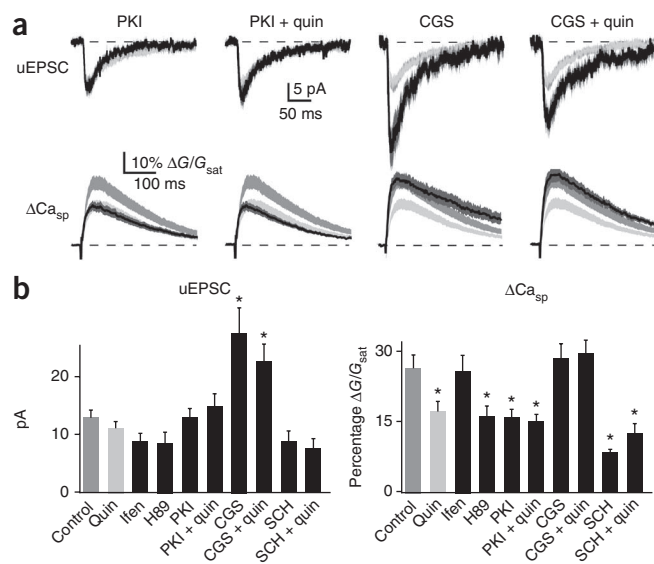 a
PKI
PKI + quin
CGS
CGS + quin
uEPSC
5 pA
50 ms
10% ΔG/Gsat
100 ms
ΔCasp
b
uEPSC
pA
20
10
0
* *
Control
Quin
Ifen
H89
PKI
PKI + quin
CGS
CGS + quin
SCH
SCH + quin
ΔCasp
Percentage ΔG/Gsat
30
15
0
* * * * * *
Control
Quin
Ifen
H89
PKI
PKI + quin
CGS
CGS + quin
SCH
SCH + quin